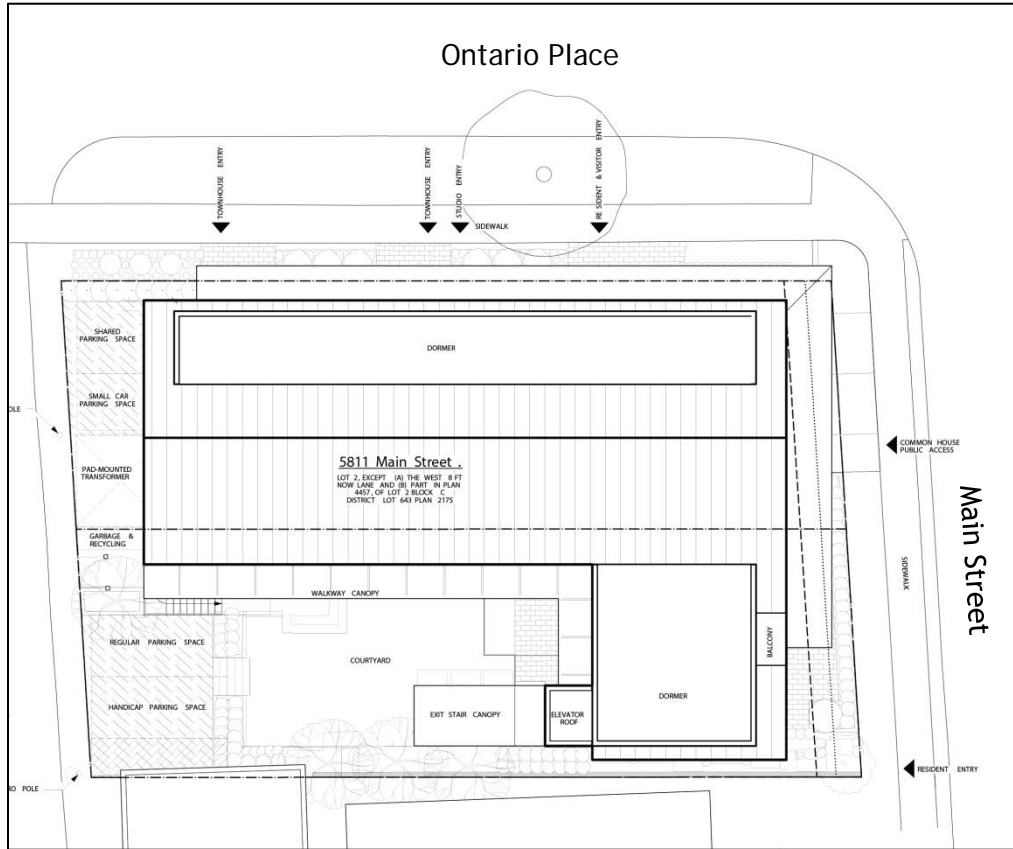 Ontario Place
TOWNHOUSE ENTRY
TOWNHOUSE ENTRY
STUDIO ENTRY
RESIDENT & VISITOR ENTRY
SIDEWALK
SHARED
PARKING SPACE
DORMER
SMALL CAR
PARKING SPACE
OLE
COMMON HOUSE
PUBLIC ACCESS
PAD-MOUNTED
TRANSFORMER
5811 Main Street .
LOT 2, EXCEPT (A) THE WEST 8 FT
NOW LANE AND (B) PART IN PLAN
4457, OF LOT 2 BLOCK C
DISTRICT LOT 643 PLAN 2175
Main Street
GARBAGE &
RECYCLING
SIDEWALK
WALKWAY CANOPY
REGULAR PARKING SPACE
BALCONY
COURTYARD
DORMER
HANDICAP PARKING SPACE
EXIT STAIR CANOPY
ELEVATOR
ROOF
RESIDENT ENTRY
RO POLE